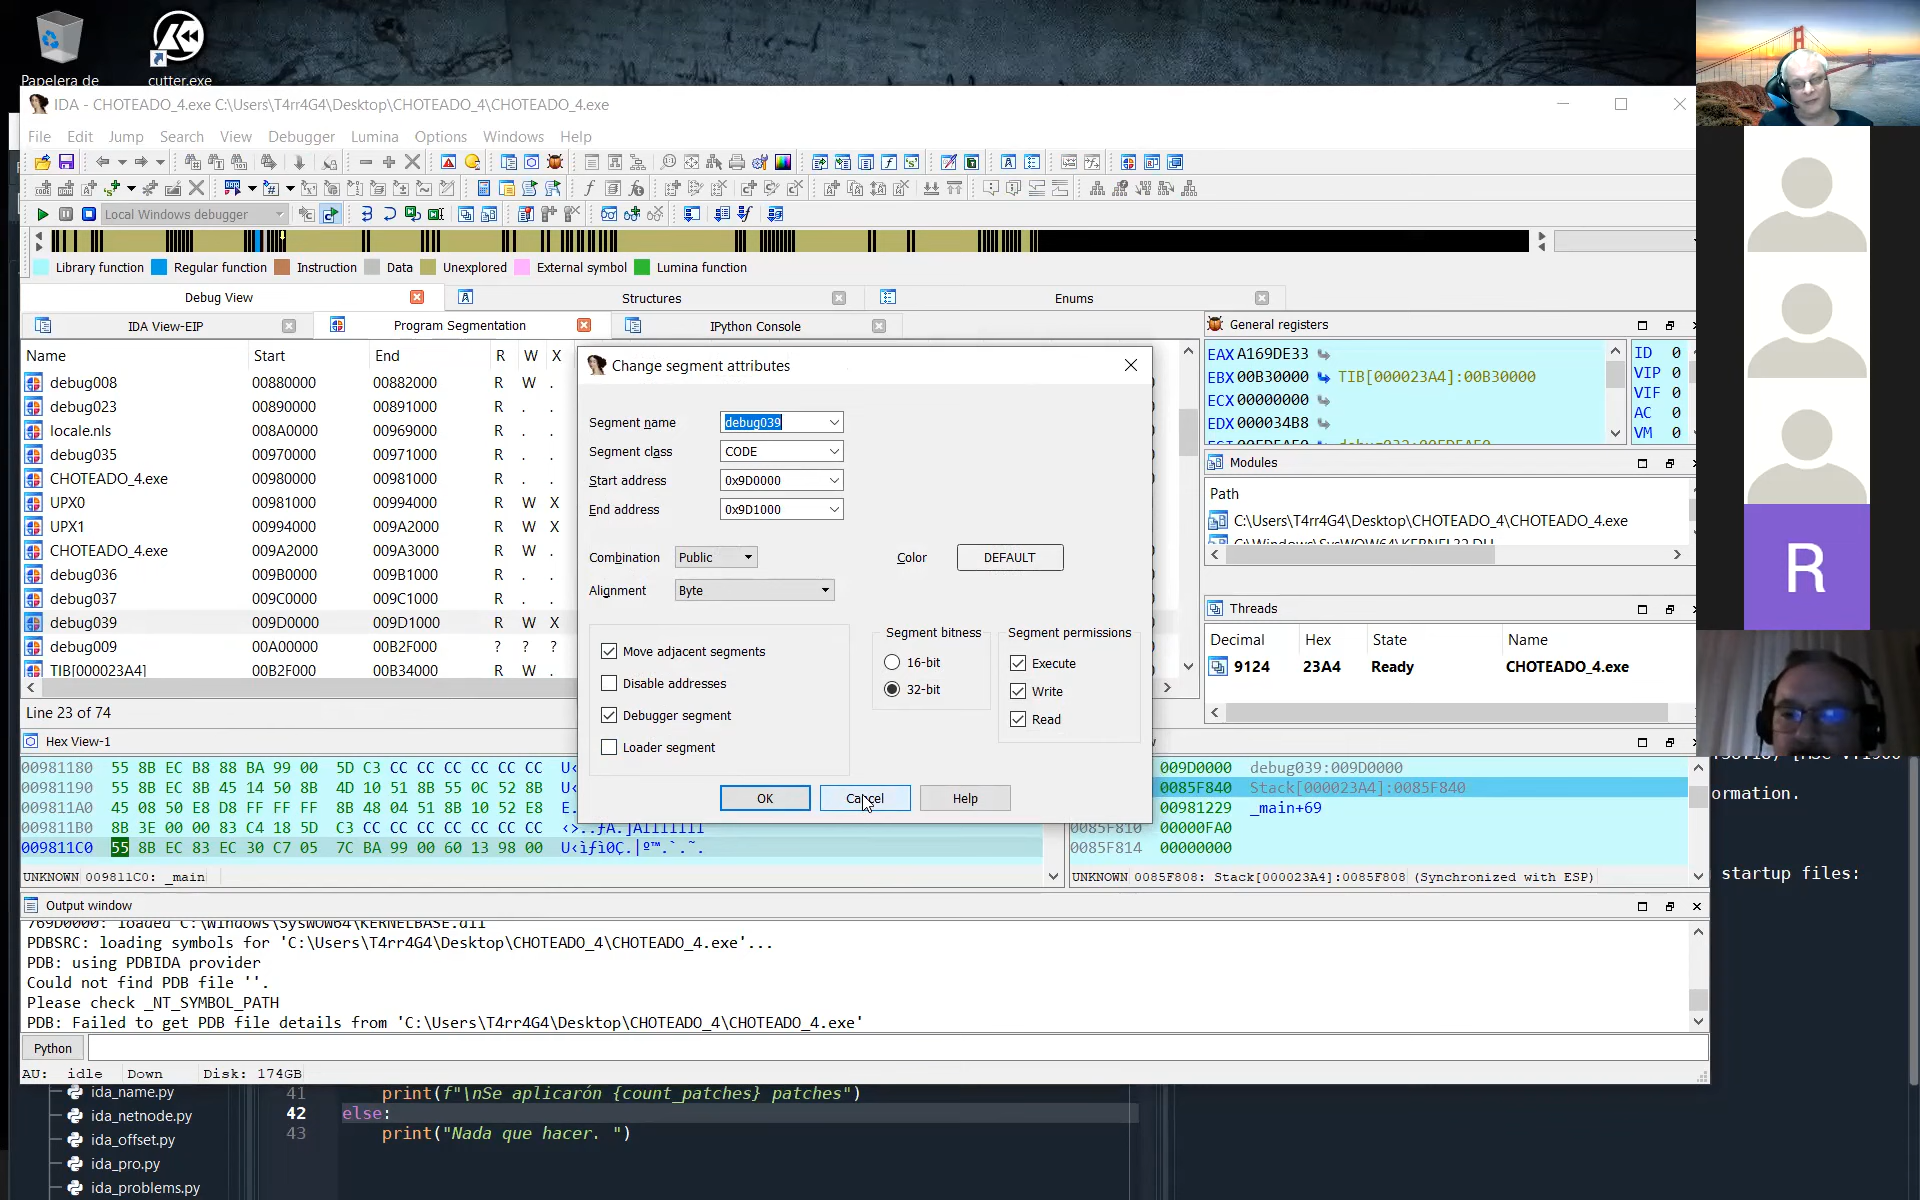 Papelera de
cutter.exe
IDA - CHOTEADO_4.exe C:\Users\T4rr4G4\Desktop\CHOTEADO_4\CHOTEADO_4.exe
File Edit Jump Search View Debugger Lumina Options Windows Help
Local Windows debugger
Library function Regular function Instruction Data Unexplored External symbol Lumina function
Debug View Structures Enums
IDA View-EIP Program Segmentation IPython Console
Name Start End R W X
debug008 00880000 00882000 R W .
debug023 00890000 00891000 R . .
locale.nls 008A0000 00969000 R . .
debug035 00970000 00971000 R . .
CHOTEADO_4.exe 00980000 00981000 R . .
UPX0 00981000 00994000 R W X
UPX1 00994000 009A2000 R W X
CHOTEADO_4.exe 009A2000 009A3000 R W .
debug036 009B0000 009B1000 R . .
debug037 009C0000 009C1000 R . .
debug039 009D0000 009D1000 R W X
debug009 00A00000 00B2F000 ? ? ?
TIB[000023A4] 00B2F000 00B34000 R W .
Line 23 of 74
Change segment attributes
Segment name debug039
Segment class CODE
Start address 0x9D0000
End address 0x9D1000
Combination Public Color DEFAULT
Alignment Byte
Move adjacent segments
Disable addresses
Debugger segment
Loader segment
Segment bitness
16-bit
32-bit
Segment permissions
Execute
Write
Read
OK Cancel Help
General registers
EAX A169DE33
EBX 00B30000 TIB[000023A4]:00B30000
ECX 00000000
EDX 000034B8
ID 0
VIP 0
VIF 0
AC 0
VM 0
Modules
Path
C:\Users\T4rr4G4\Desktop\CHOTEADO_4\CHOTEADO_4.exe
C:\Windows\SysWOW64\KERNEL32.DLL
Threads
Decimal Hex State Name
9124 23A4 Ready CHOTEADO_4.exe
Hex View-1
00981180 55 8B EC B8 88 BA 99 00 5D C3 CC CC CC CC CC CC U‹
00981190 55 8B EC 8B 45 14 50 8B 4D 10 51 8B 55 0C 52 8B U‹
009811A0 45 08 50 E8 D8 FF FF FF 8B 48 04 51 8B 10 52 E8 E.
009811B0 8B 3E 00 00 83 C4 18 5D C3 CC CC CC CC CC CC CC ‹>..ƒÄ.]ÃÌÌÌÌÌÌÌ
009811C0 55 8B EC 83 EC 30 C7 05 7C BA 99 00 60 13 98 00 U‹ìƒì0Ç.|º™.`.˜.
UNKNOWN 009811C0: _main
009D0000 debug039:009D0000
0085F840 Stack[000023A4]:0085F840
00981229 _main+69
0085F810 00000FA0
0085F814 00000000
UNKNOWN 0085F808: Stack[000023A4]:0085F808 (Synchronized with ESP)
Output window
769D0000: loaded C:\Windows\SysWOW64\KERNELBASE.dll
PDBSRC: loading symbols for 'C:\Users\T4rr4G4\Desktop\CHOTEADO_4\CHOTEADO_4.exe'...
PDB: using PDBIDA provider
Could not find PDB file ''.
Please check _NT_SYMBOL_PATH
PDB: Failed to get PDB file details from 'C:\Users\T4rr4G4\Desktop\CHOTEADO_4\CHOTEADO_4.exe'
Python
AU: idle Down Disk: 174GB
ida_name.py
ida_netnode.py
ida_offset.py
ida_pro.py
ida_problems.py
41 print(f"\nSe aplicarón {count_patches} patches")
42 else:
43 print("Nada que hacer. ")
ormation.
startup files:
R